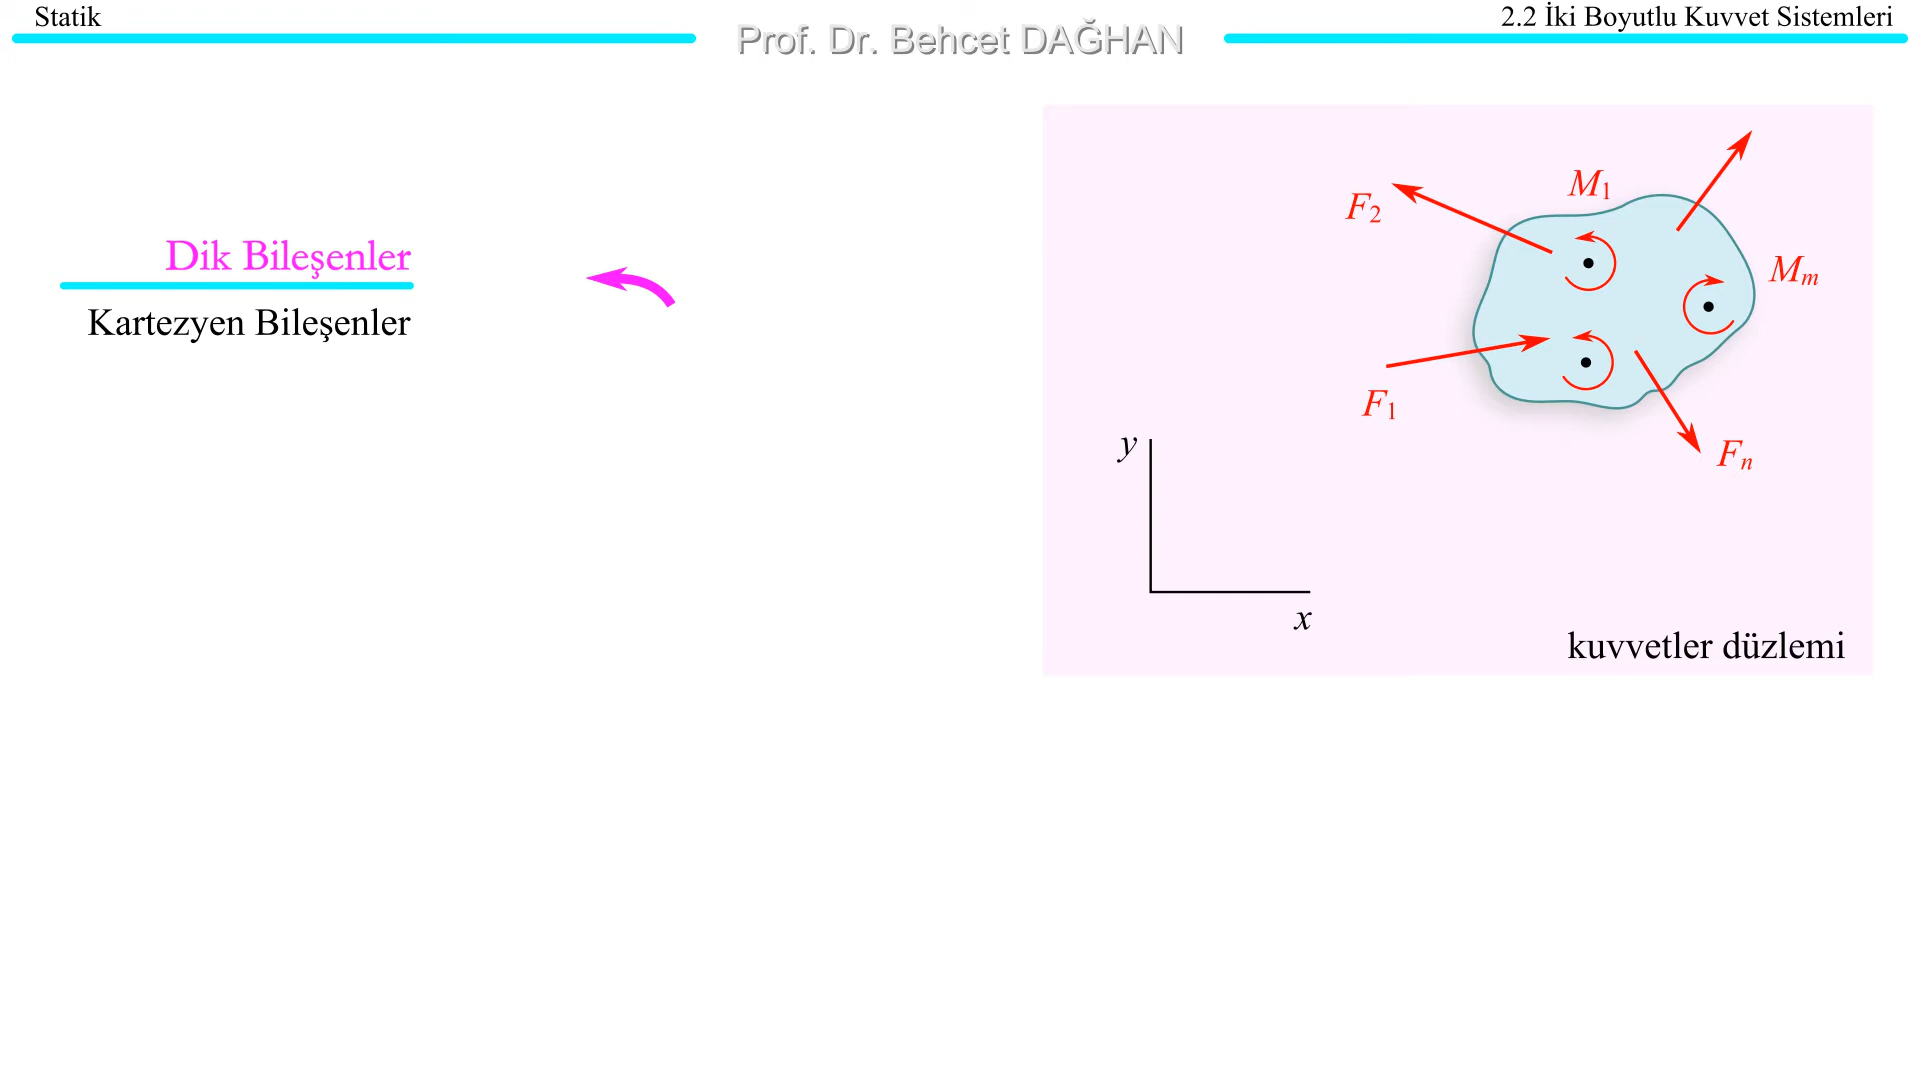 Statik
Prof. Dr. Behcet DAĞHAN
2.2 İki Boyutlu Kuvvet Sistemleri
Dik Bileşenler
Kartezyen Bileşenler
M1
F2
Mm
F1
Fn
y
x
kuvvetler düzlemi